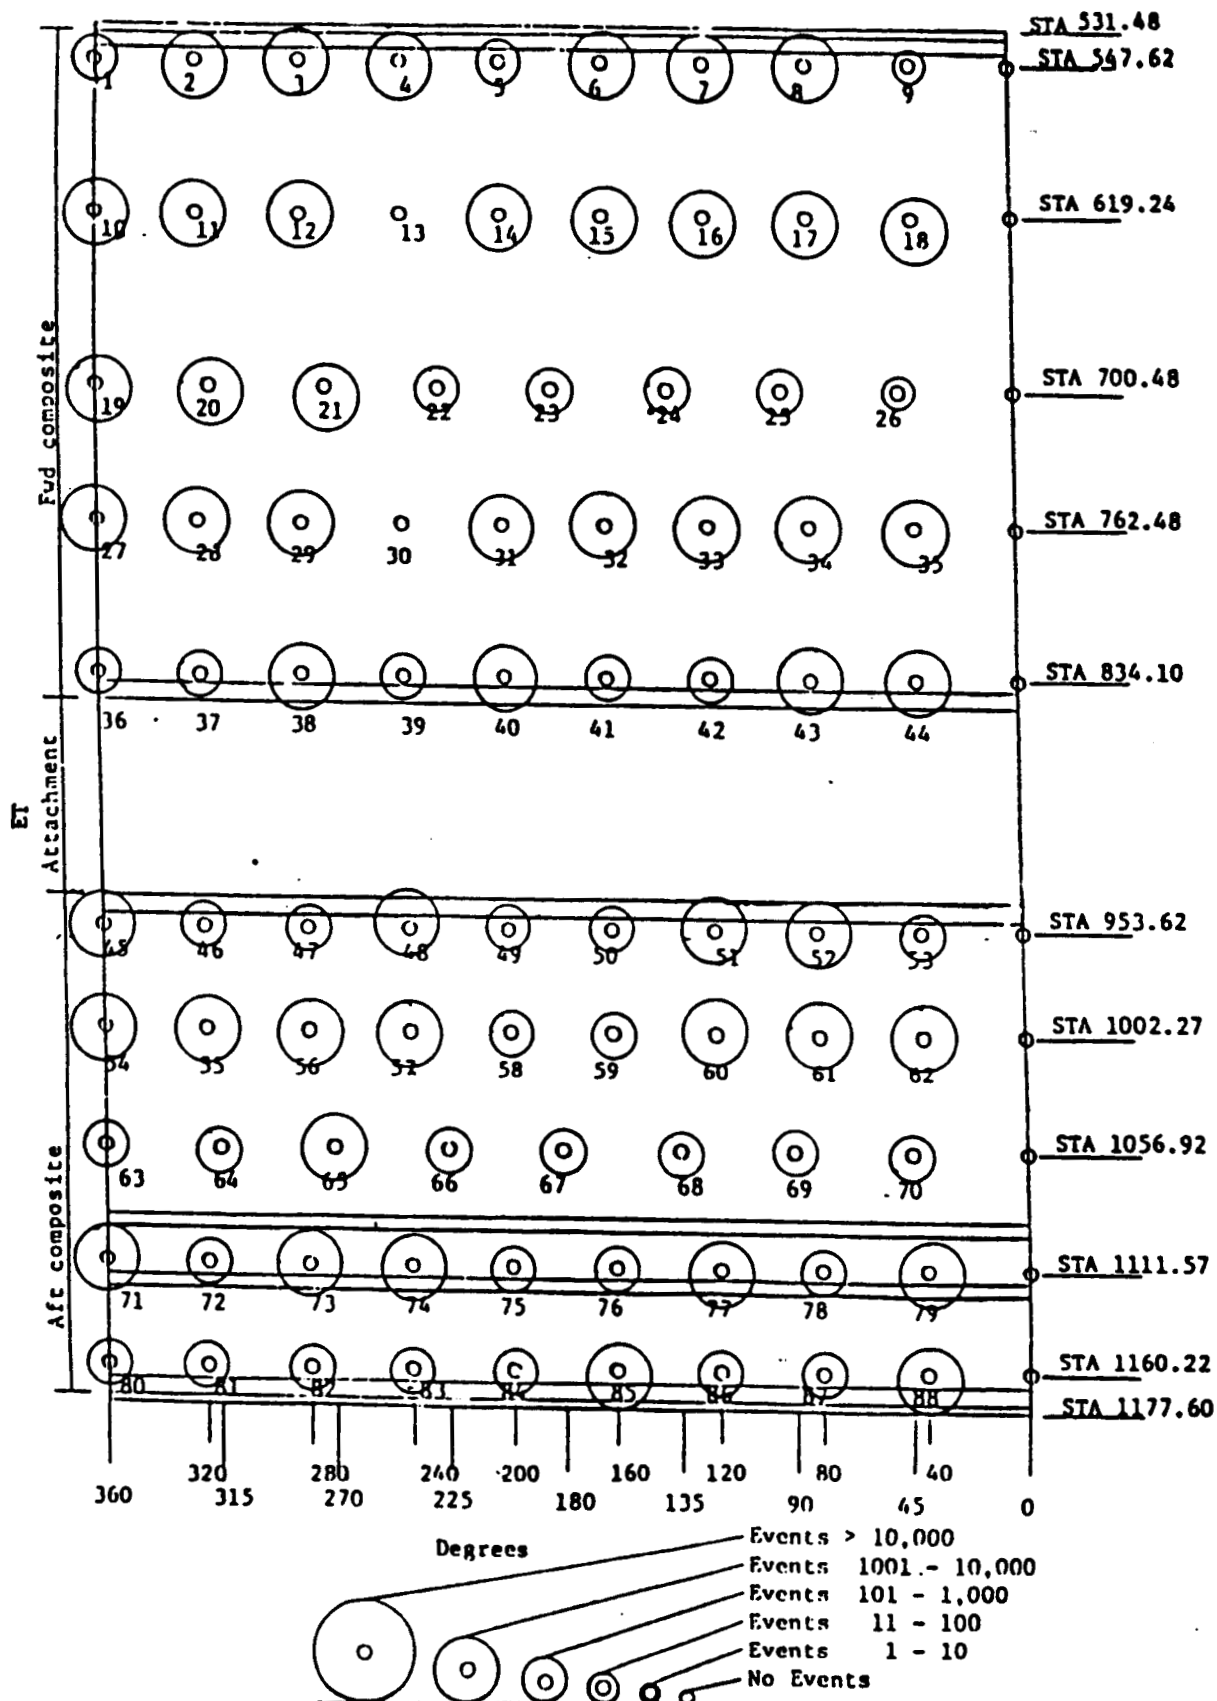 STA 531.48
STA 547.62
1 2 3 4 5 6 7 8 9
STA 619.24
10 11 12 13 14 15 16 17 18
Fwd composite
STA 700.48
19 20 21 22 23 24 25 26
STA 762.48
27 28 29 30 31 32 33 34 35
STA 834.10
36 37 38 39 40 41 42 43 44
ET
Attachment
STA 953.62
45 46 47 48 49 50 51 52 53
STA 1002.27
54 55 56 57 58 59 60 61 62
STA 1056.92
63 64 65 66 67 68 69 70
Aft composite
STA 1111.57
71 72 73 74 75 76 77 78 79
STA 1160.22
80 81 82 83 84 85 86 87 88
STA 1177.60
320 280 240 200 160 120 80 40
360 315 270 225 180 135 90 45 0
Degrees
Events > 10,000
Events 1001 - 10,000
Events 101 - 1,000
Events 11 - 100
Events 1 - 10
No Events